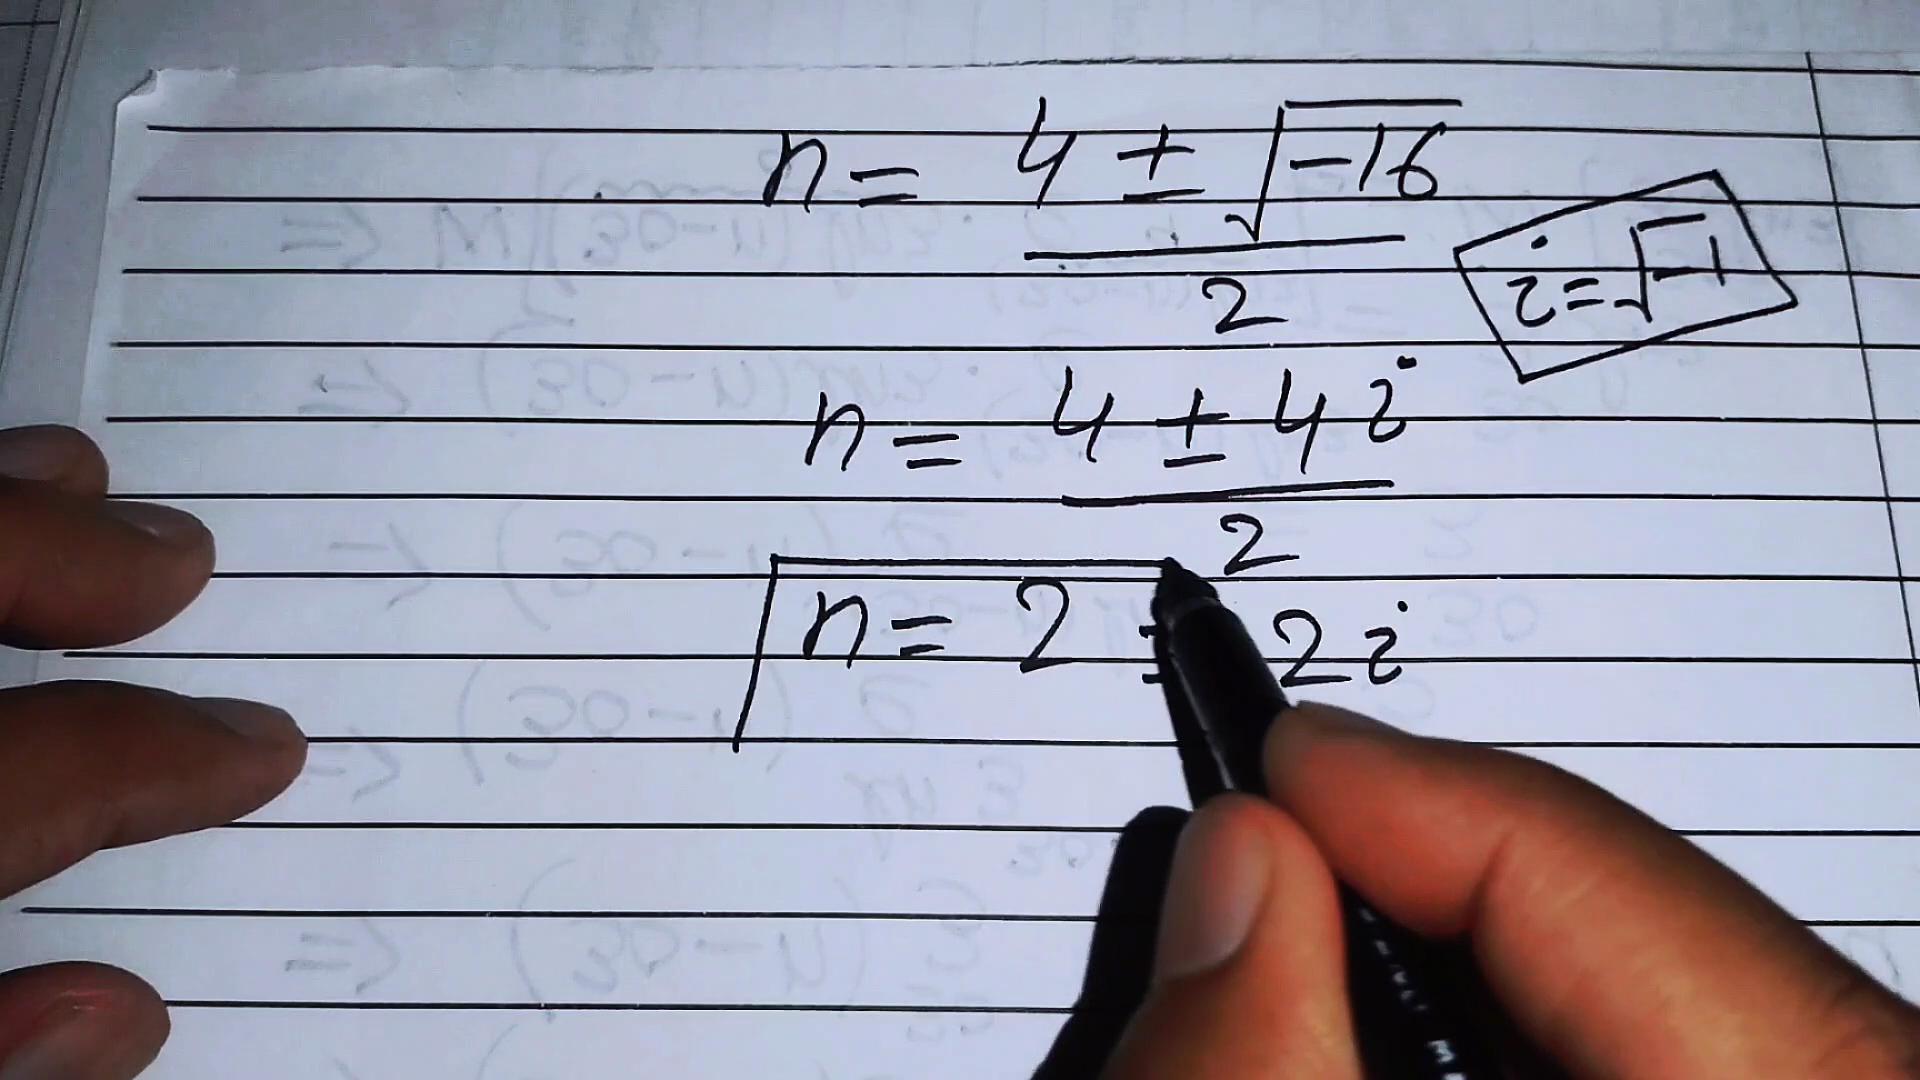 n = 4 ± √-16 / 2
i = √-1
n = 4 ± 4i / 2
n = 2 ± 2i